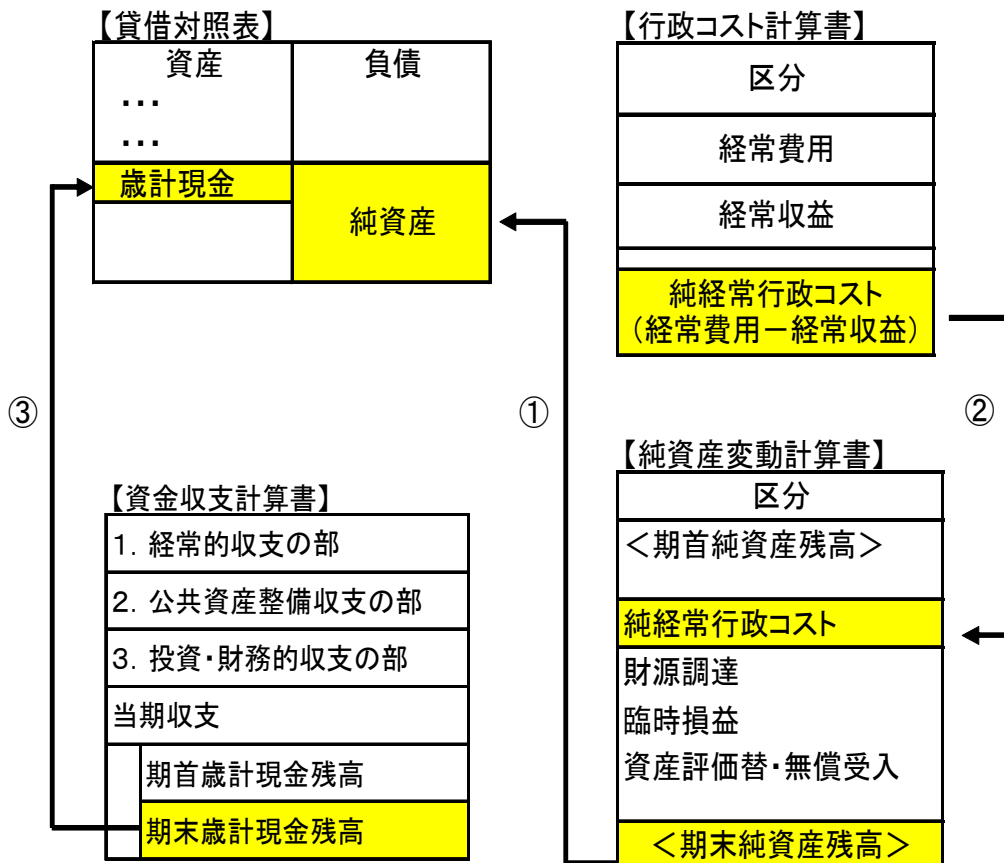 【貸借対照表】
資産
負債
・・・
・・・
歳計現金
純資産
【行政コスト計算書】
区分
経常費用
経常収益
純経常行政コスト
（経常費用－経常収益）
③
①
②
【資金収支計算書】
１．経常的収支の部
２．公共資産整備収支の部
３．投資・財務的収支の部
当期収支
期首歳計現金残高
期末歳計現金残高
【純資産変動計算書】
区分
＜期首純資産残高＞
純経常行政コスト
財源調達
臨時損益
資産評価替・無償受入
＜期末純資産残高＞